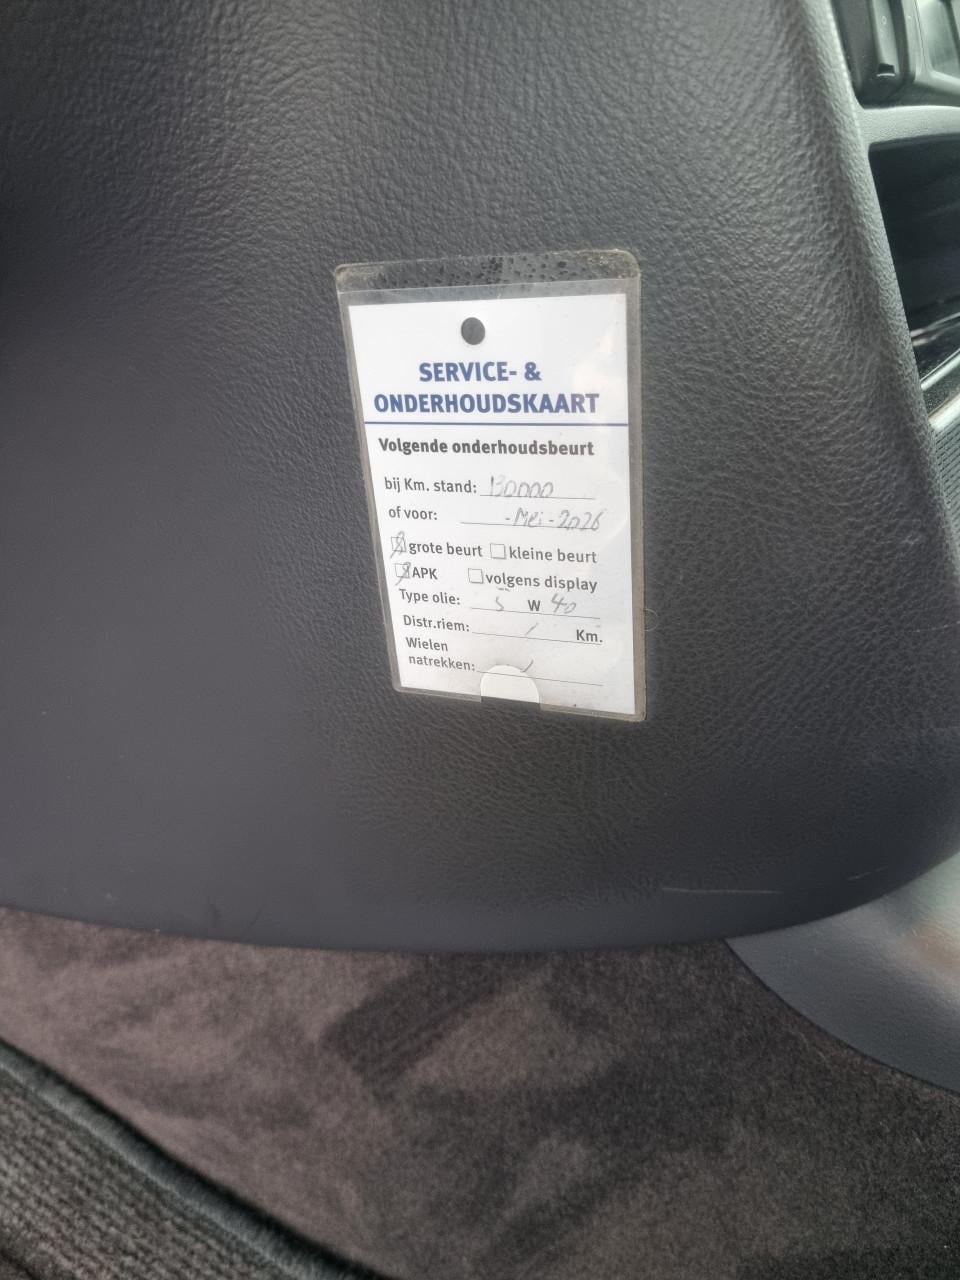 SERVICE- &
ONDERHOUDSKAART
Volgende onderhoudsbeurt
bij Km. stand: 130000
of voor: -Mei-2026
grote beurt kleine beurt
APK volgens display
Type olie: 5 W 40
Distr.riem: / Km.
Wielen
natrekken: /